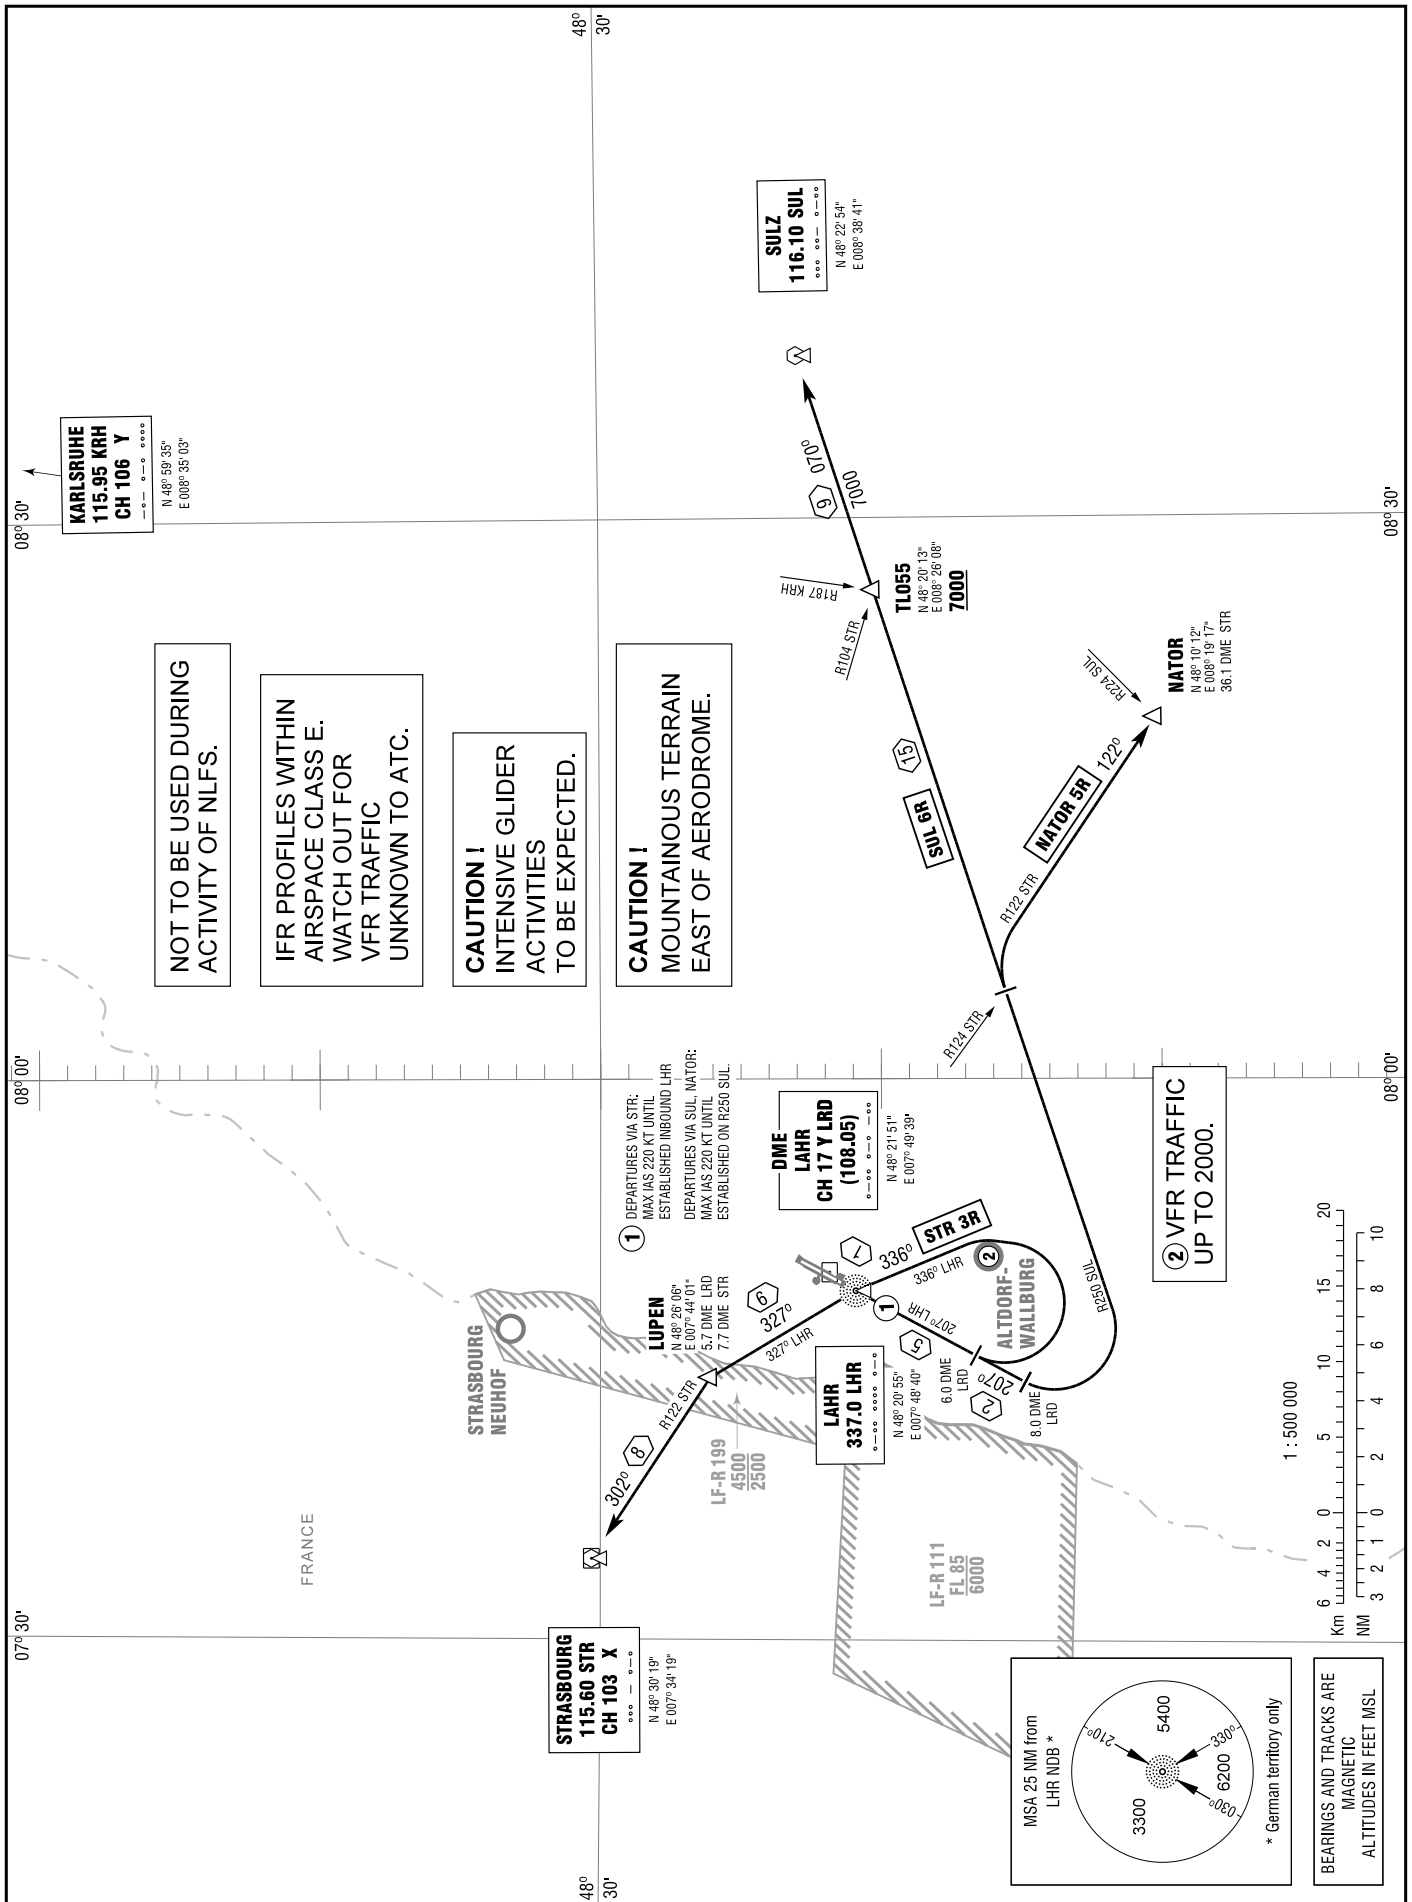 48°
30'
KARLSRUHE
115.95 KRH
CH 106 Y
N 48° 59' 35"
E 008° 35' 03"
08° 30'
SULZ
116.10 SUL
N 48° 22' 54"
E 008° 38' 41"
9
070°
7000
R187 KRH
R104 STR
TL055
N 48° 20' 13"
E 008° 26' 08"
7000
08° 30'
NOT TO BE USED DURING
ACTIVITY OF NLFS.
IFR PROFILES WITHIN
AIRSPACE CLASS E.
WATCH OUT FOR
VFR TRAFFIC
UNKNOWN TO ATC.
CAUTION !
INTENSIVE GLIDER
ACTIVITIES
TO BE EXPECTED.
CAUTION !
MOUNTAINOUS TERRAIN
EAST OF AERODROME.
15
SUL 6R
R224 SUL
NATOR
N 48° 10' 12"
E 008° 19' 17"
36.1 DME STR
122°
NATOR 5R
R122 STR
R124 STR
08° 00'
08° 00'
1 DEPARTURES VIA STR:
MAX IAS 220 KT UNTIL
ESTABLISHED INBOUND LHR
DEPARTURES VIA SUL, NATOR:
MAX IAS 220 KT UNTIL
ESTABLISHED ON R250 SUL.
DME
LAHR
CH 17 Y LRD
(108.05)
N 48° 21' 51"
E 007° 49' 39"
2 VFR TRAFFIC
UP TO 2000.
STRASBOURG
NEUHOF
LUPEN
N 48° 26' 06"
E 007° 44' 01"
5.7 DME LRD
7.7 DME STR
6
327°
327° LHR
1
336°
336° LHR
STR 3R
2
ALTDORF-
WALLBURG
1
207° LHR
5
6.0 DME
LRD
207°
2
8.0 DME
LRD
R250 SUL
LAHR
337.0 LHR
N 48° 20' 55"
E 007° 48' 40"
R122 STR
8
302°
LF-R 199
4500
2500
FRANCE
LF-R 111
FL 85
6000
07° 30'
STRASBOURG
115.60 STR
CH 103 X
N 48° 30' 19"
E 007° 34' 19"
1 : 500 000
Km 6 4 2 0 5 10 15 20
NM 3 2 1 0 2 4 6 8 10
MSA 25 NM from
LHR NDB *
210°
5400
3300
330°
6200
030°
* German territory only
BEARINGS AND TRACKS ARE
MAGNETIC
ALTITUDES IN FEET MSL
48°
30'